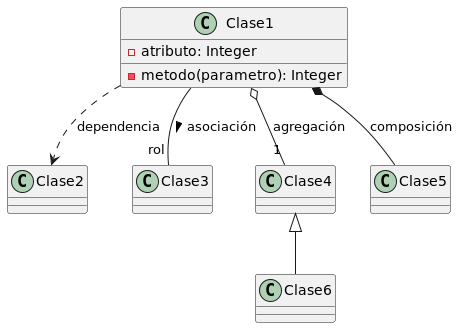 C Clase1
atributo: Integer
metodo(parametro): Integer
dependencia
asociación
agregación
composición
rol
1
C Clase2
C Clase3
C Clase4
C Clase5
C Clase6